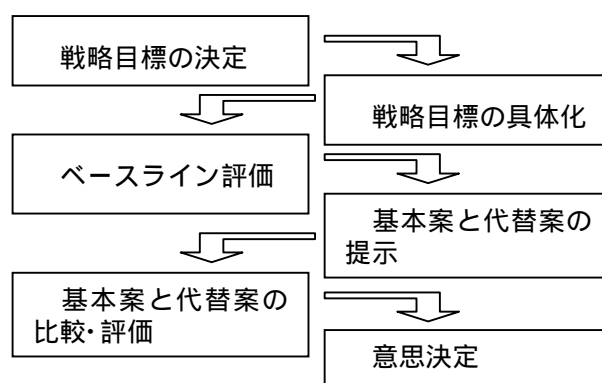 戦略目標の決定
戦略目標の具体化
ベースライン評価
基本案と代替案の
提示
基本案と代替案の
比較・評価
意思決定